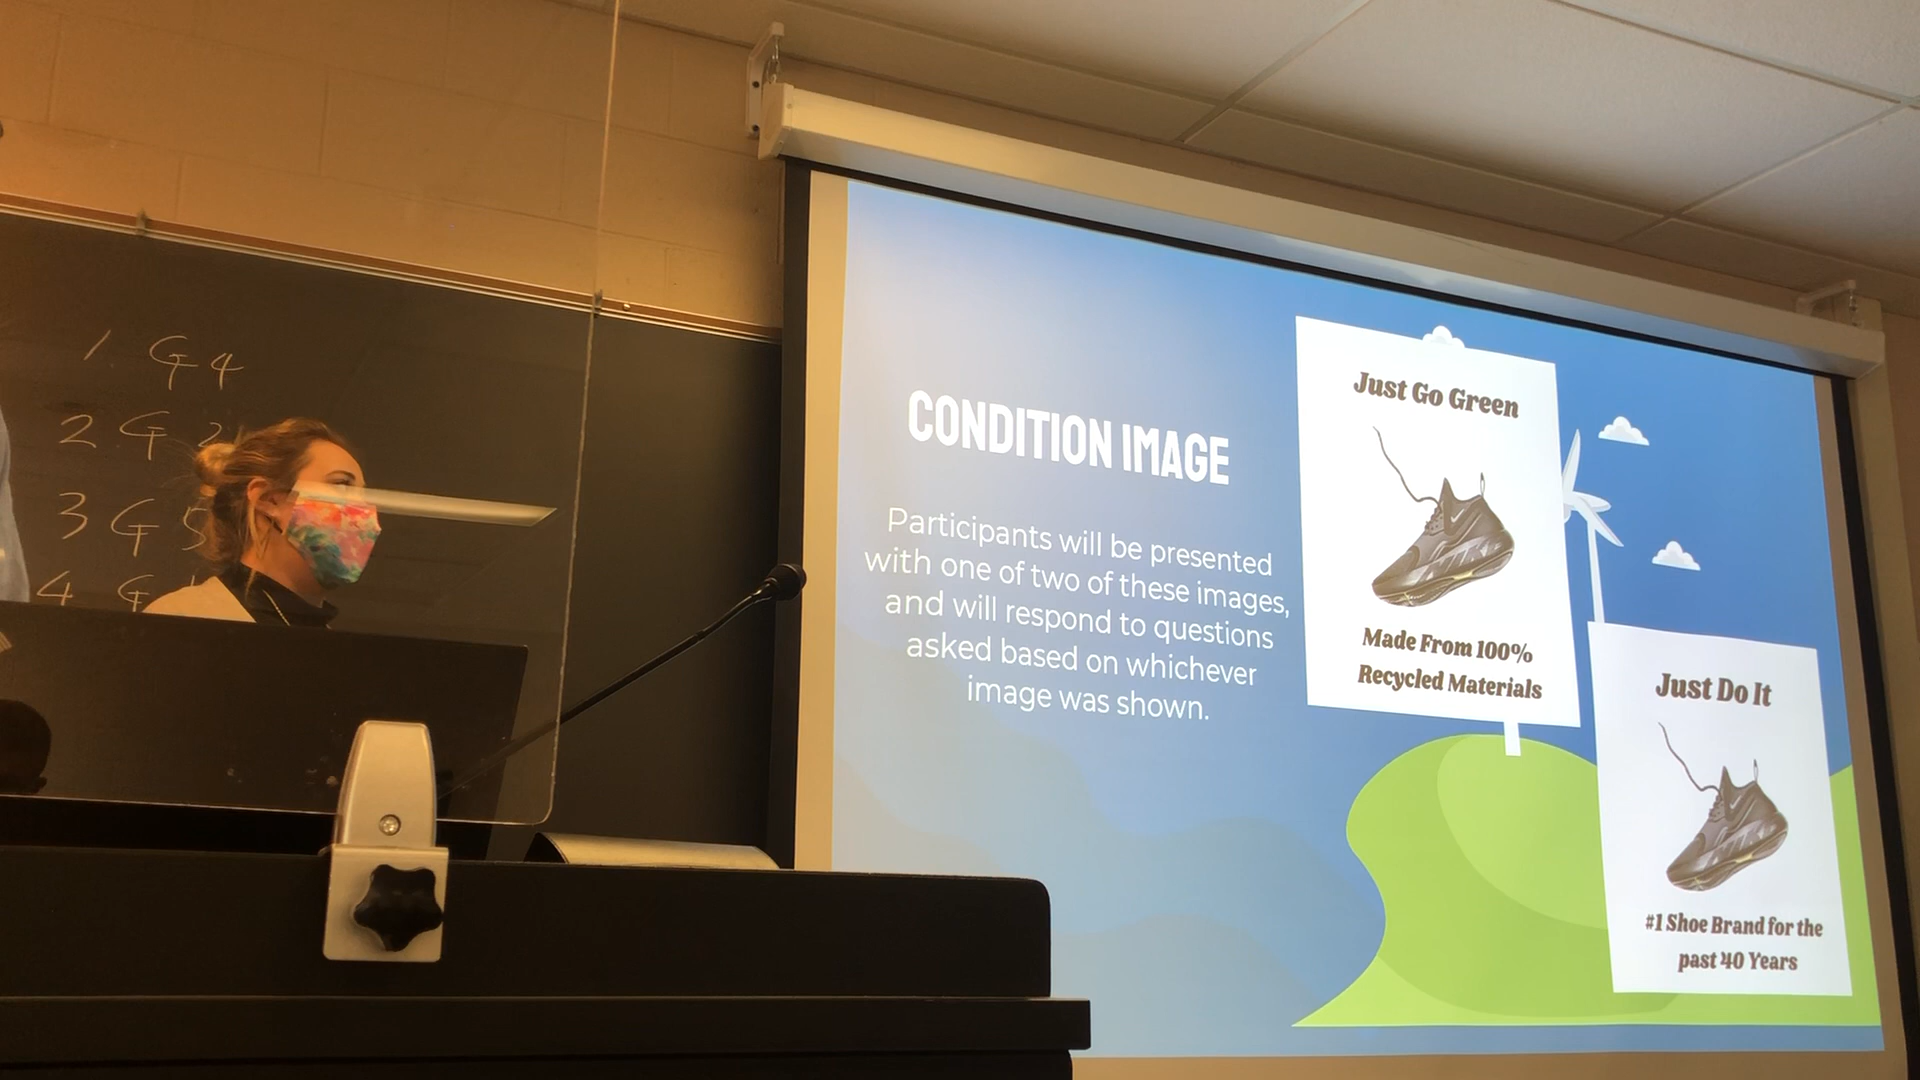 1. G4
2 G 2
3 G 5
4 G
CONDITION IMAGE
Participants will be presented
with one of two of these images,
and will respond to questions
asked based on whichever
image was shown.
Just Go Green
Made From 100%
Recycled Materials
Just Do It
#1 Shoe Brand for the
past 40 Years